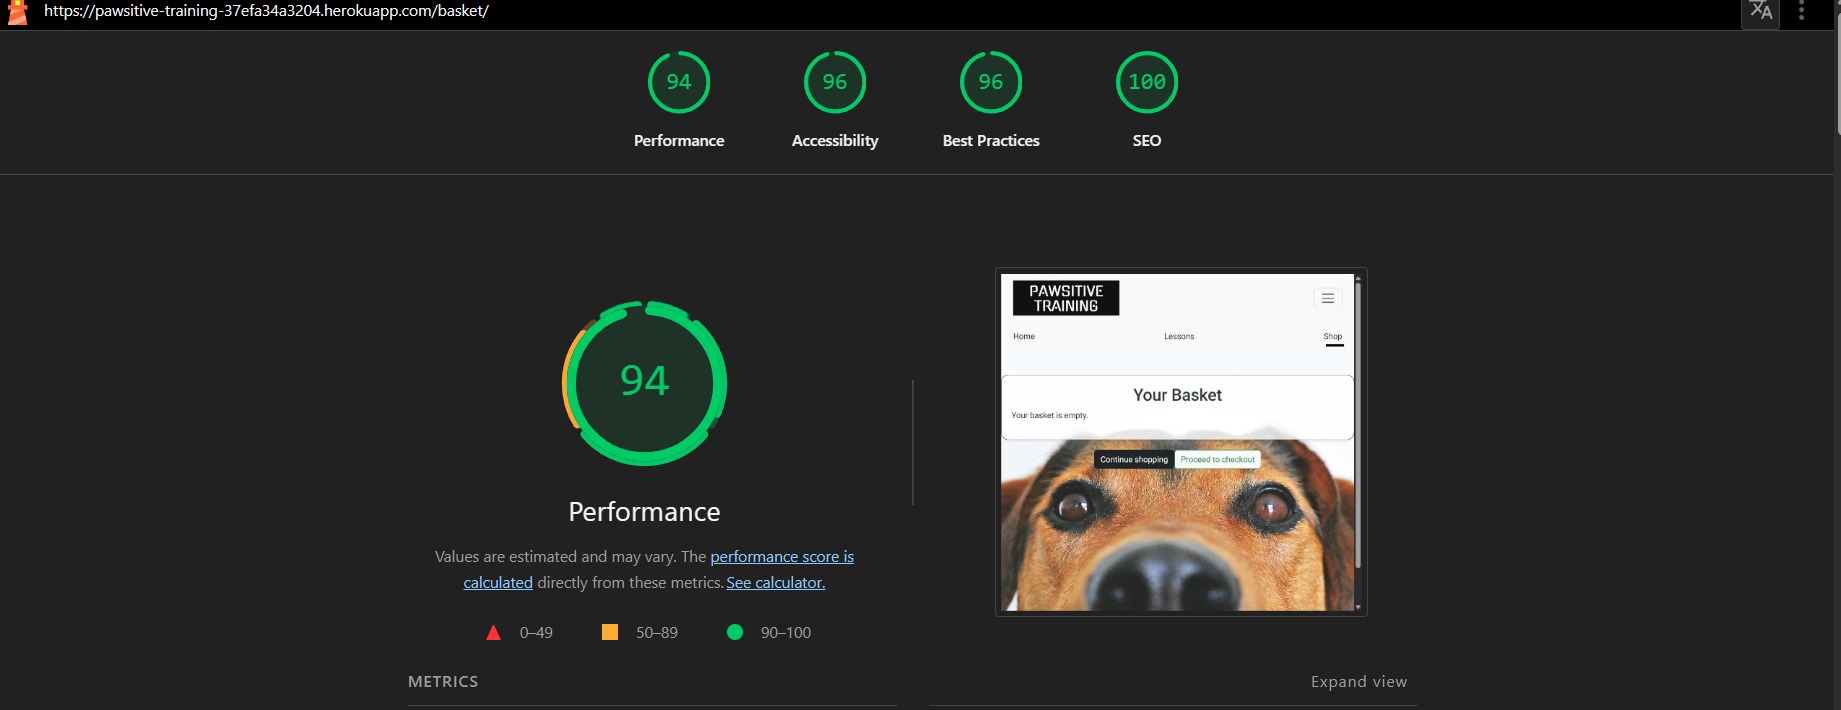 https://pawsitive-training-37efa34a3204.herokuapp.com/basket/
94
96
96
100
Performance
Accessibility
Best Practices
SEO
94
Performance
Values are estimated and may vary. The performance score is
calculated directly from these metrics. See calculator.
0–49
50–89
90–100
PAWSITIVE
TRAINING
Home
Lessons
Shop
Your Basket
Your basket is empty.
Continue shopping
Proceed to checkout
METRICS
Expand view